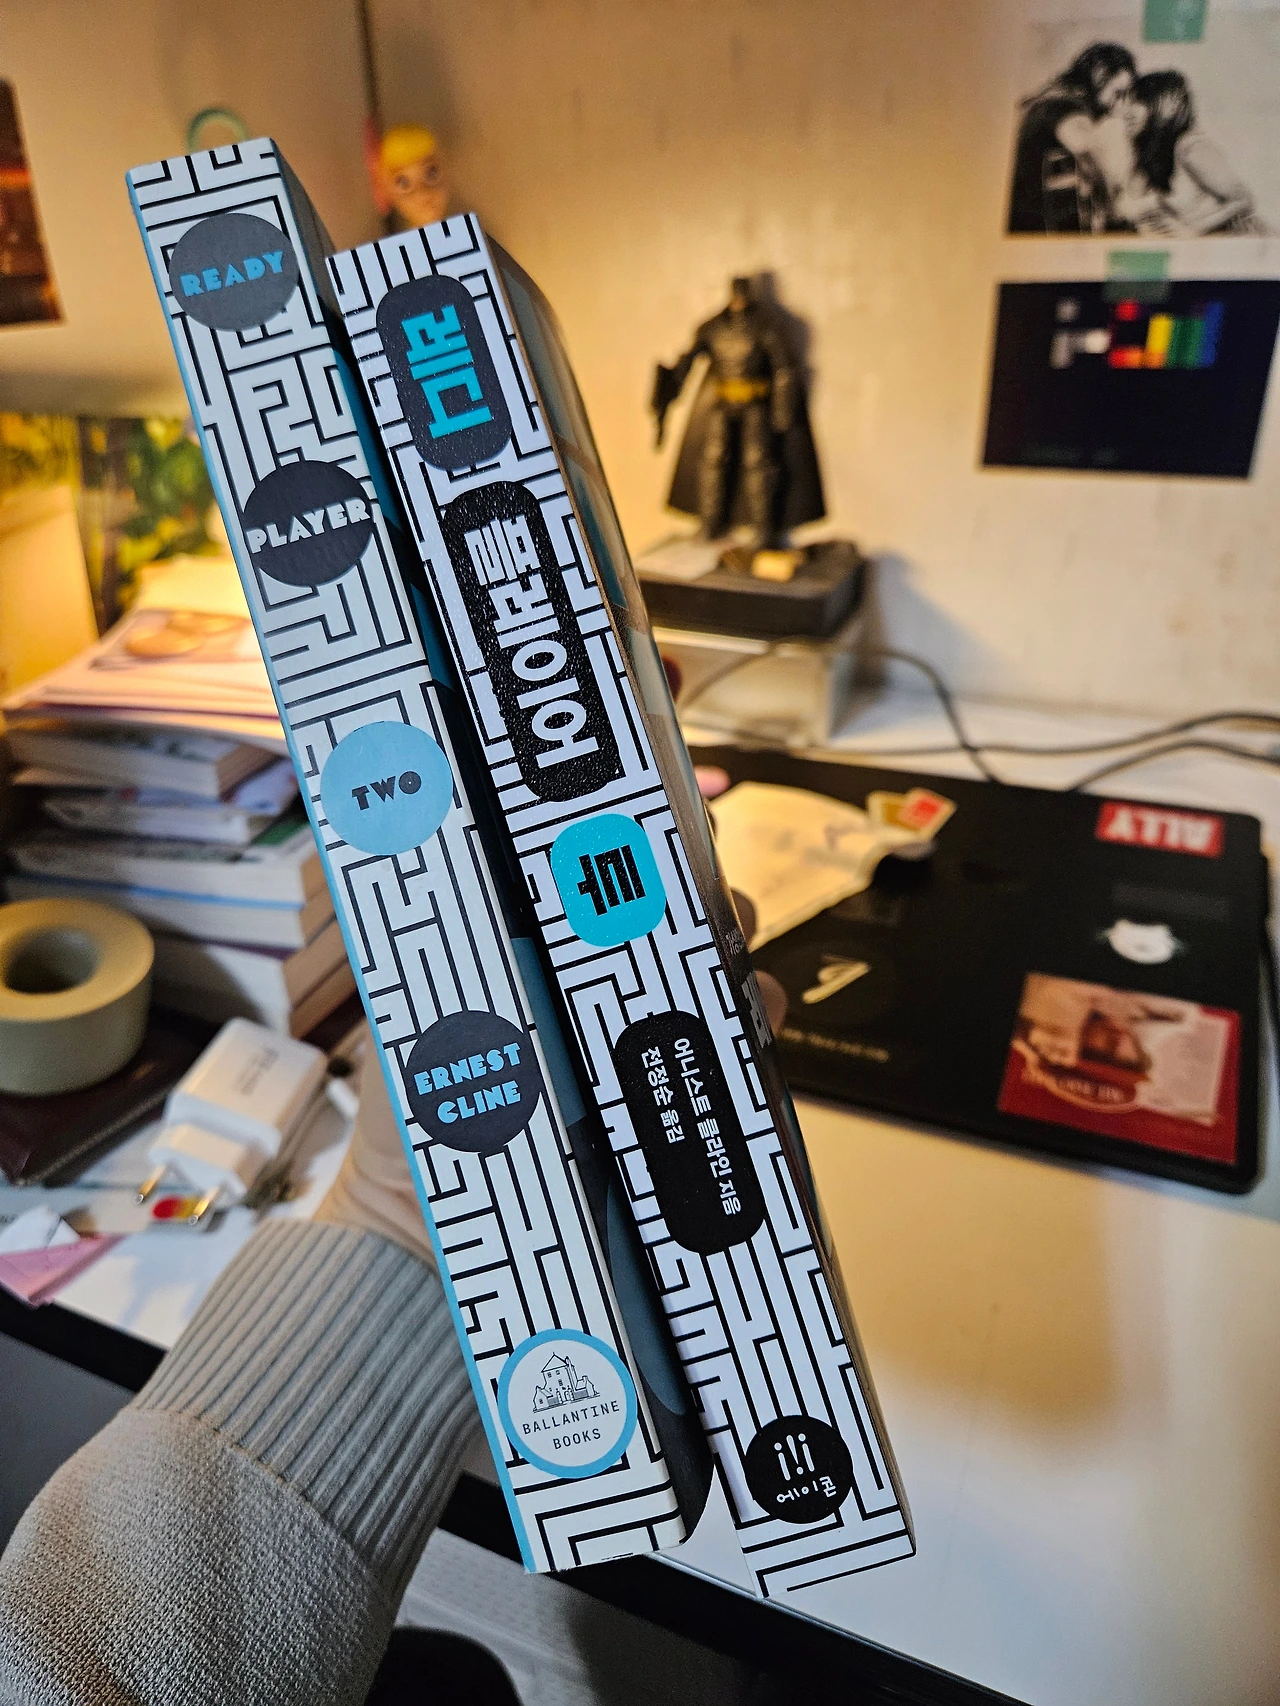 READY
PLAYER
TWO
ERNEST
CLINE
BALLANTINE
BOOKS
레디
플레이어
투
어니스트 클라인 지음
전정순 옮김
에이콘
ALLY